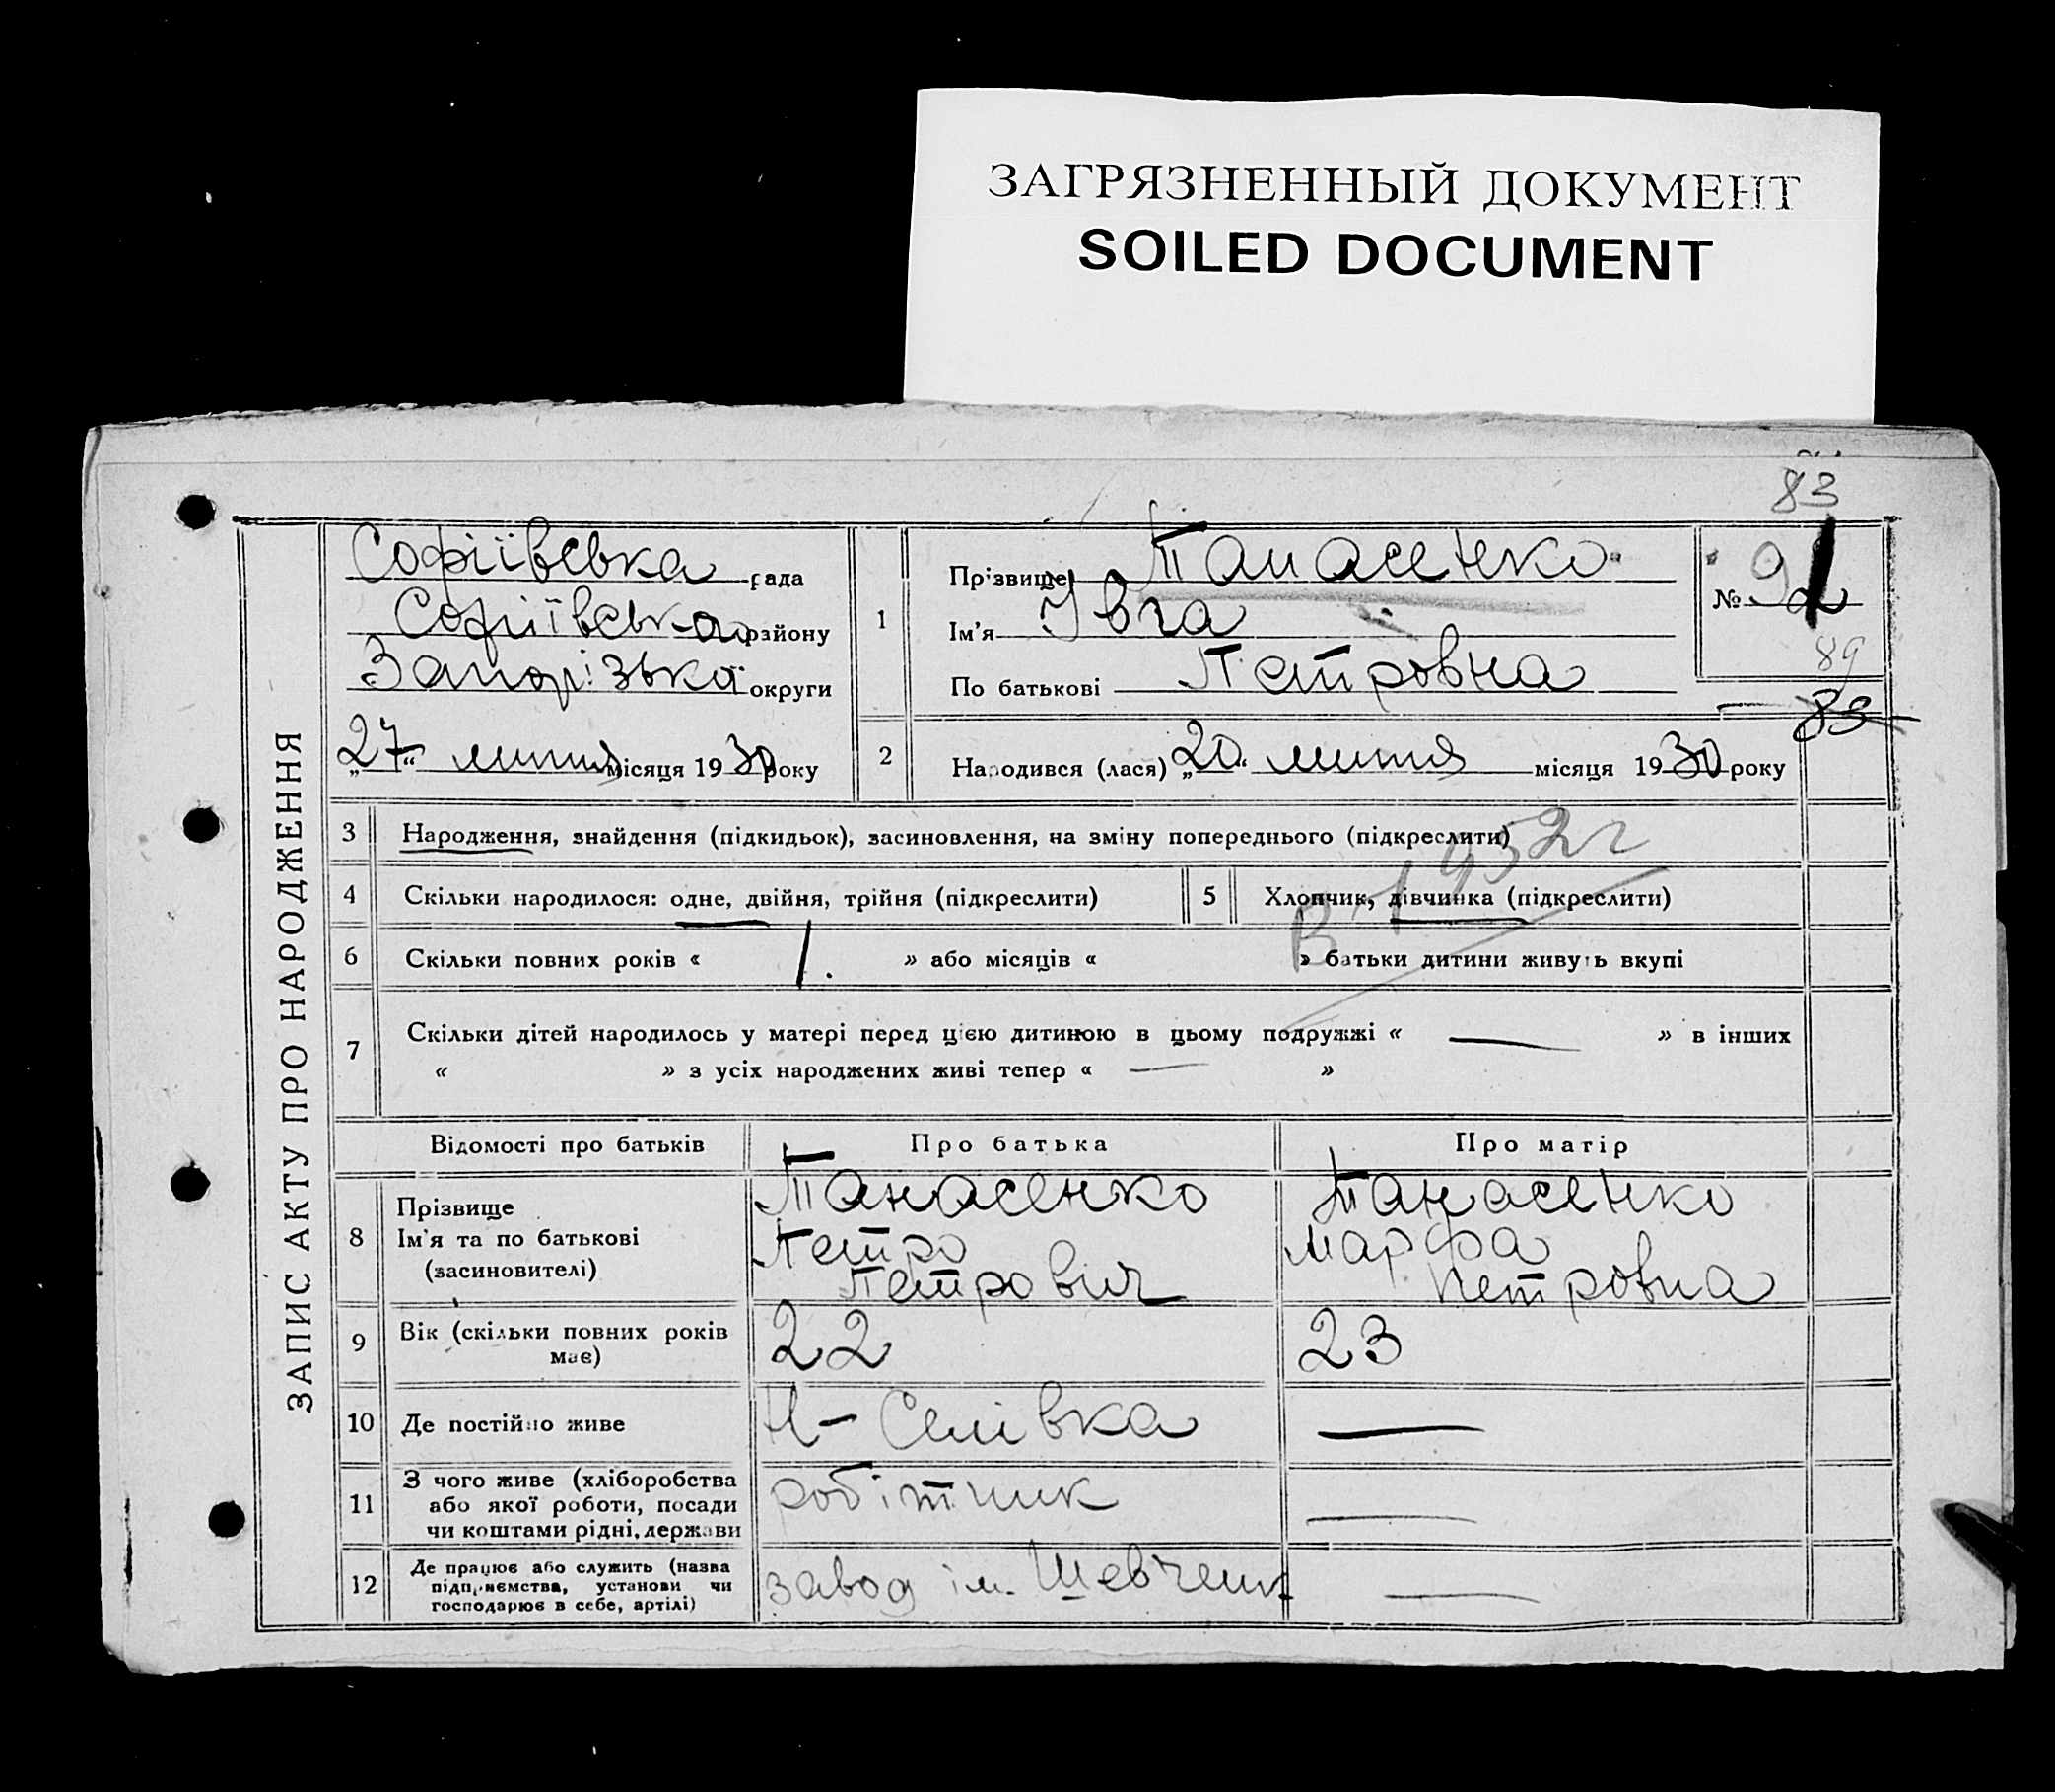 ЗАГРЯЗНЕННЫЙ ДОКУМЕНТ
SOILED DOCUMENT
83
ЗАПИС АКТУ ПРО НАРОДЖЕННЯ
Софіївська рада
Софіївська району
Запорізька округи
„27“ липня місяця 1930 року
1
Прізвище Панасенко
Ім'я Ївга
По батькові Петровна
№ 92
89
83
2 Народився (лася) „20“ липня місяця 1930 року
3 Народження, знайдення (підкидьок), засиновлення, на зміну попереднього (підкреслити)
4 Скільки народилося: одне, двійня, трійня (підкреслити)
5 Хлопчик, дівчинка (підкреслити)
В 1952 г
6 Скільки повних років « 1. » або місяців « » батьки дитини живуть вкупі
7 Скільки дітей народилось у матері перед цією дитиною в цьому подружжі « — » в інших
« » з усіх народжених живі тепер « — »
Відомості про батьків Про батька Про матір
8 Прізвище
Ім'я та по батькові
(засиновителі)
Панасенко
Петро
Петрович
Панасенко
Марфа
Петровна
9 Вік (скільки повних років
має)
22
23
10 Де постійно живе
Н-Селівка
—
11 З чого живе (хліборобства
або якої роботи, посади
чи коштами рідні, держави
робітник
—
12 Де працює або служить (назва
підприємства, установи чи
господарює в себе, артілі)
завод ім. Шевченк
—